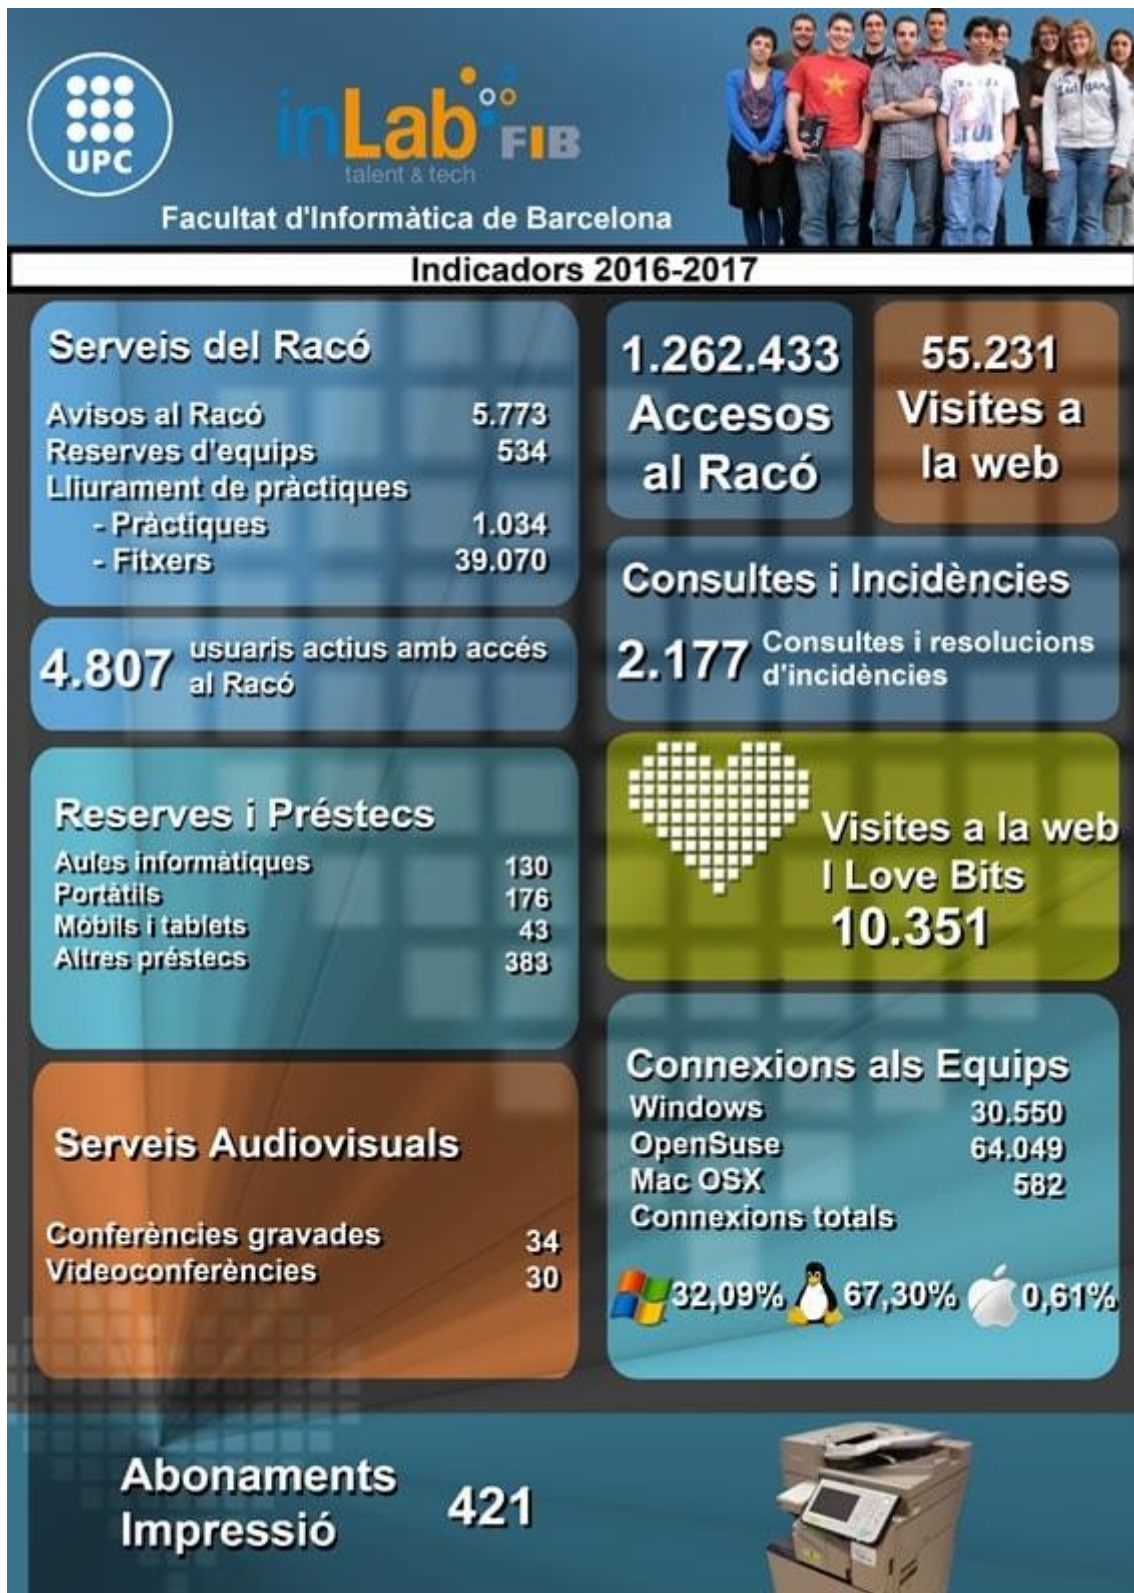 UPC
inLab FIB
talent & tech
Facultat d'Informàtica de Barcelona
Indicadors 2016-2017
Serveis del Racó
Avisos al Racó 5.773
Reserves d'equips 534
Lliurament de pràctiques
- Pràctiques 1.034
- Fitxers 39.070
1.262.433
Accesos
al Racó
55.231
Visites a
la web
4.807 usuaris actius amb accés
al Racó
Consultes i Incidències
2.177 Consultes i resolucions
d'incidències
Reserves i Préstecs
Aules informàtiques 130
Portàtils 176
Mòbils i tablets 43
Altres préstecs 383
Visites a la web
I Love Bits
10.351
Serveis Audiovisuals
Conferències gravades 34
Videoconferències 30
Connexions als Equips
Windows 30.550
OpenSuse 64.049
Mac OSX 582
Connexions totals
32,09% 67,30% 0,61%
Abonaments
Impressió
421